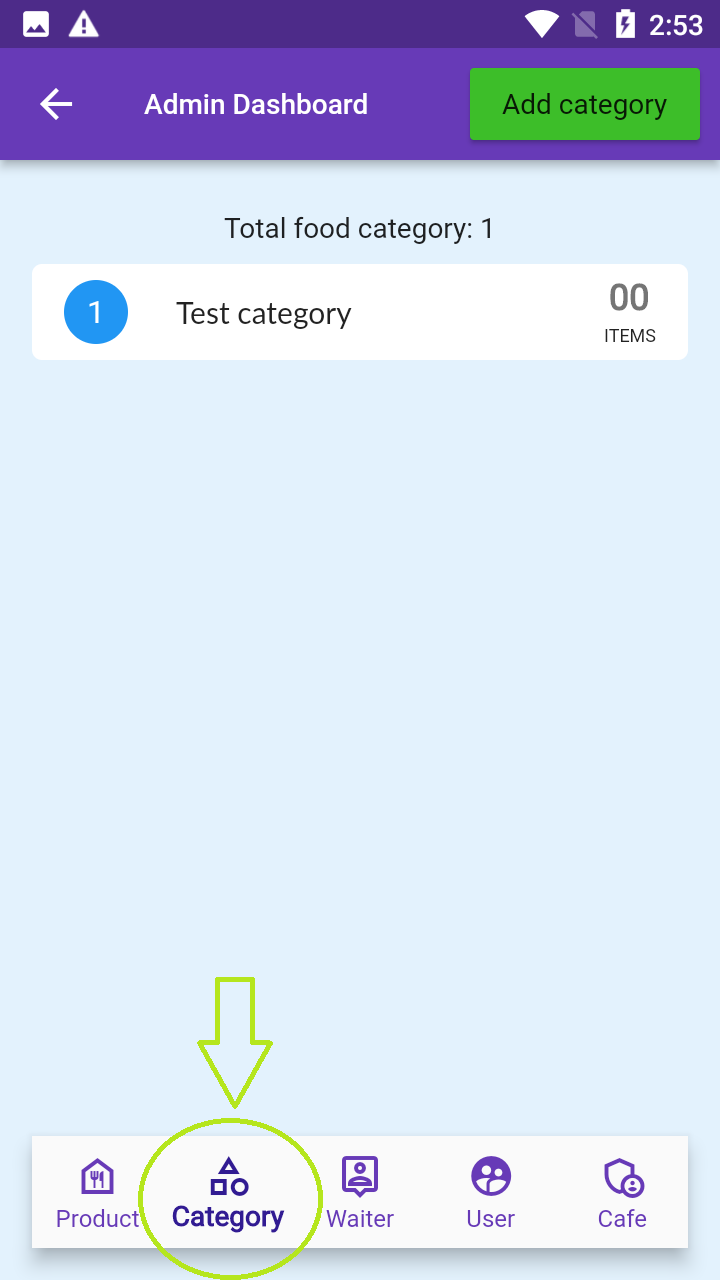 2:53
Admin Dashboard
Add category
Total food category: 1
1
Test category
00
ITEMS
Product
Category
Waiter
User
Cafe